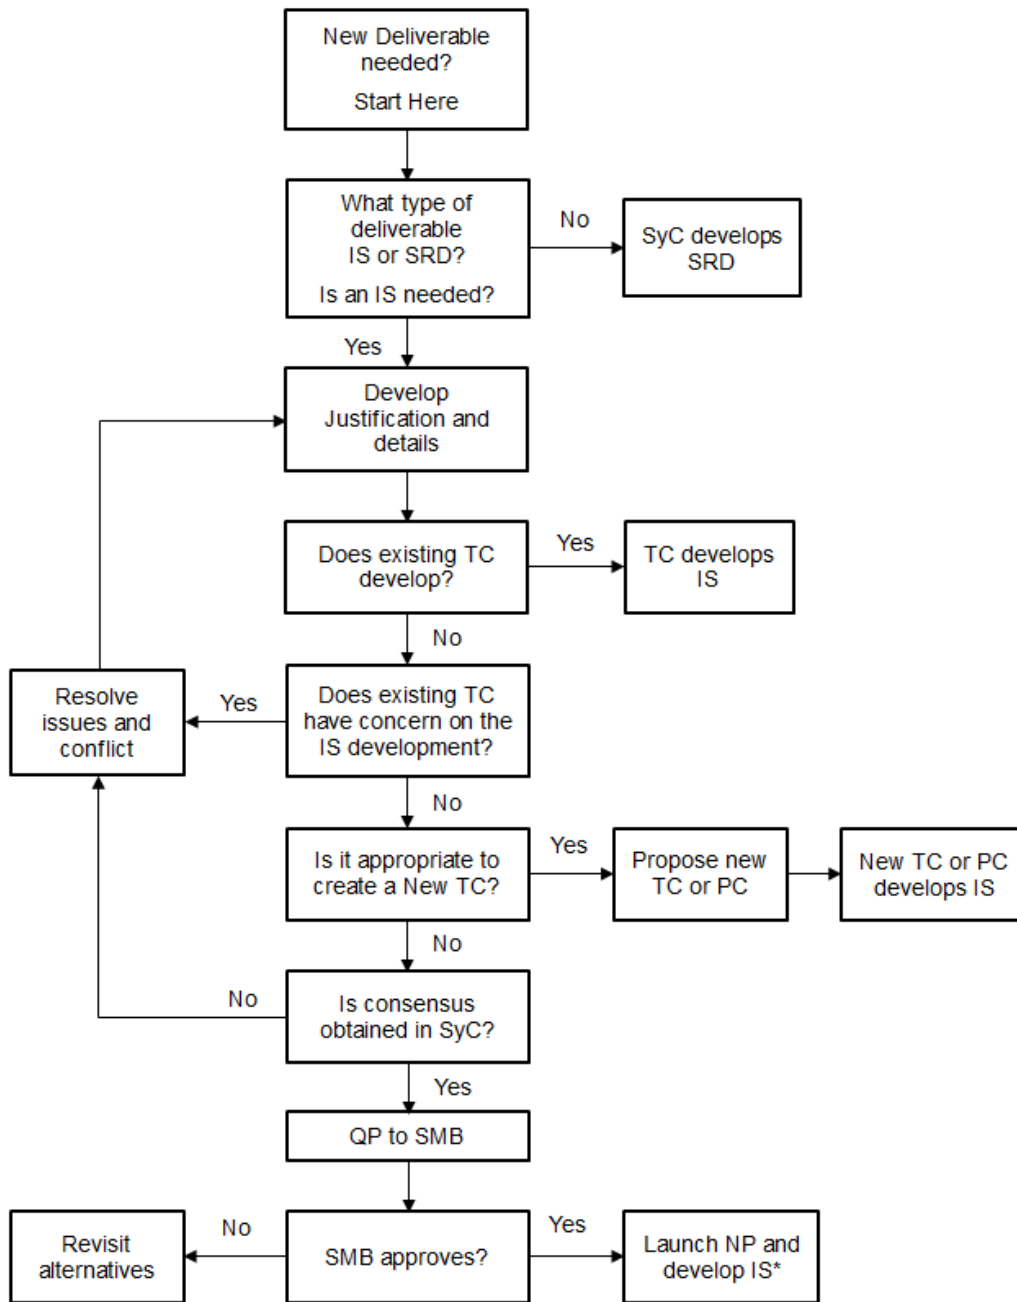 New Deliverable
needed?
Start Here
What type of
deliverable
IS or SRD?
Is an IS needed?
No
SyC develops
SRD
Yes
Develop
Justification and
details
Does existing TC
develop?
Yes
TC develops
IS
No
Resolve
issues and
conflict
Yes
Does existing TC
have concern on the
IS development?
No
Is it appropriate to
create a New TC?
Yes
Propose new
TC or PC
New TC or PC
develops IS
No
No
Is consensus
obtained in SyC?
Yes
QP to SMB
Revisit
alternatives
No
SMB approves?
Yes
Launch NP and
develop IS*